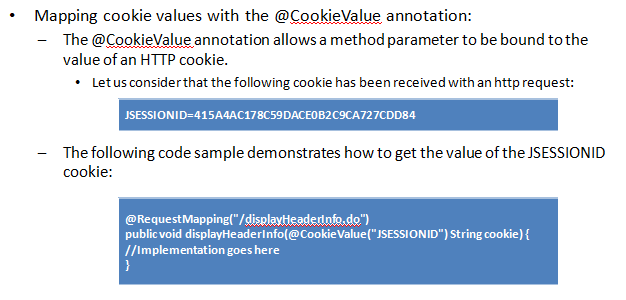 • Mapping cookie values with the @CookieValue annotation:
– The @CookieValue annotation allows a method parameter to be bound to the
value of an HTTP cookie.
• Let us consider that the following cookie has been received with an http request:
JSESSIONID=415A4AC178C59DACE0B2C9CA727CDD84
– The following code sample demonstrates how to get the value of the JSESSIONID
cookie:
@RequestMapping("/displayHeaderInfo.do")
public void displayHeaderInfo(@CookieValue("JSESSIONID") String cookie) {
//Implementation goes here
}